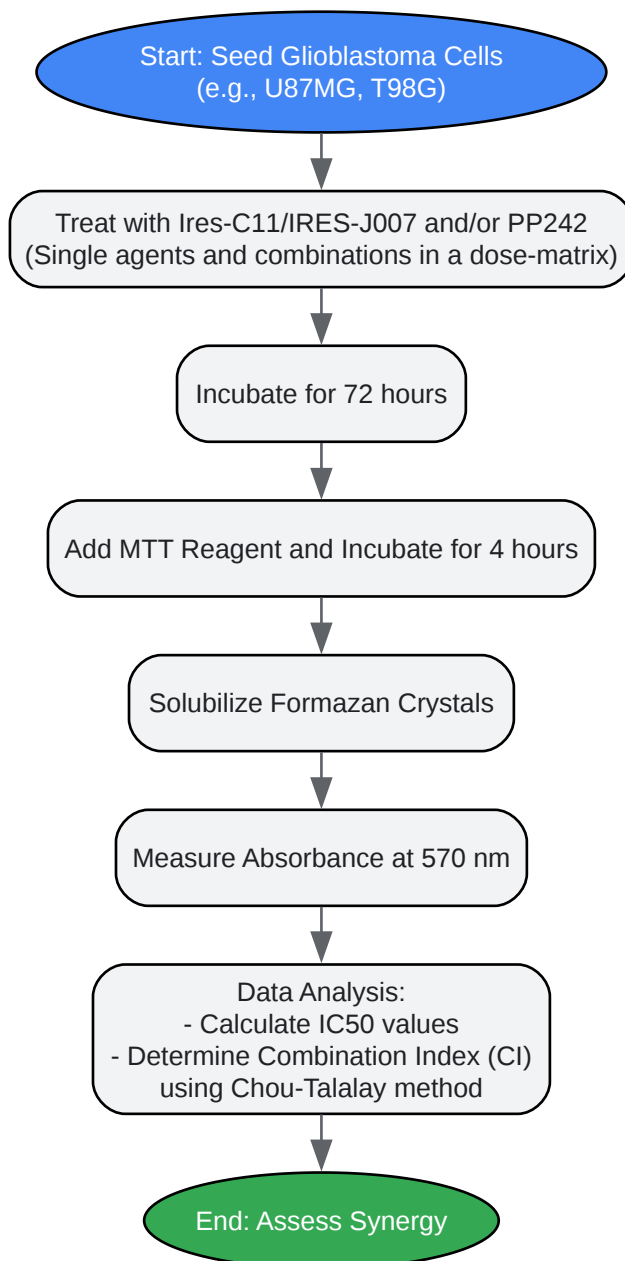 Start: Seed Glioblastoma Cells
(e.g., U87MG, T98G)
Treat with Ires-C11/IRES-J007 and/or PP242
(Single agents and combinations in a dose-matrix)
Incubate for 72 hours
Add MTT Reagent and Incubate for 4 hours
Solubilize Formazan Crystals
Measure Absorbance at 570 nm
Data Analysis:
- Calculate IC50 values
- Determine Combination Index (CI)
using Chou-Talalay method
End: Assess Synergy